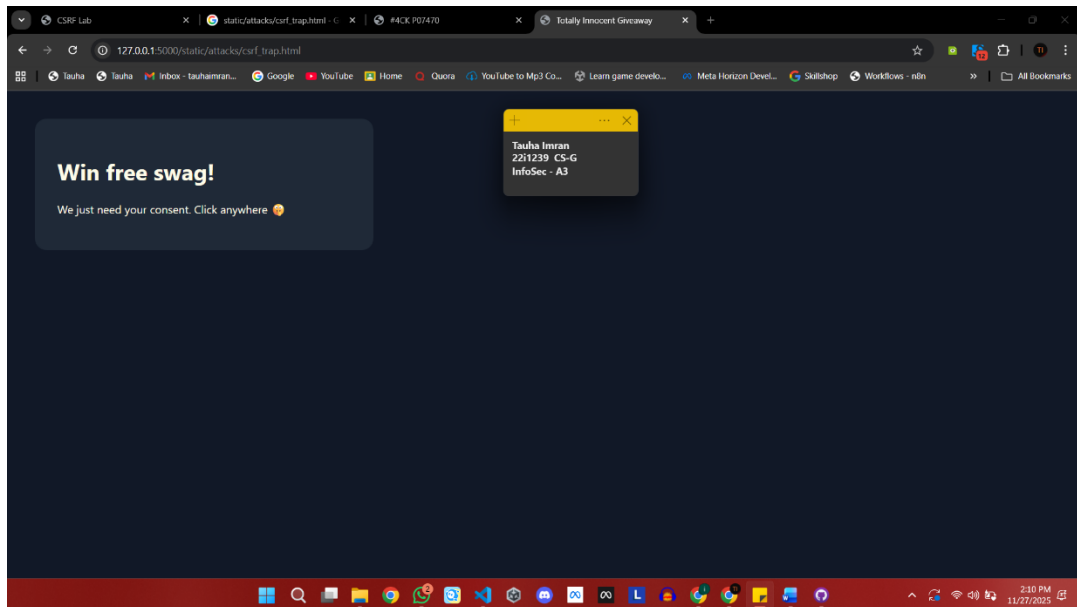 CSRF Lab
static/attacks/csrf_trap.html - G
#4CK P07470
Totally Innocent Giveaway
127.0.0.1:5000/static/attacks/csrf_trap.html
12
TI
Tauha
Tauha
Inbox - tauhaimran...
Google
YouTube
Home
Quora
YouTube to Mp3 Co...
Learn game develo...
Meta Horizon Devel...
Skillshop
Workflows - n8n
»
All Bookmarks
Tauha Imran
22i1239 CS-G
InfoSec - A3
Win free swag!
We just need your consent. Click anywhere 🤭
2:10 PM
11/27/2025